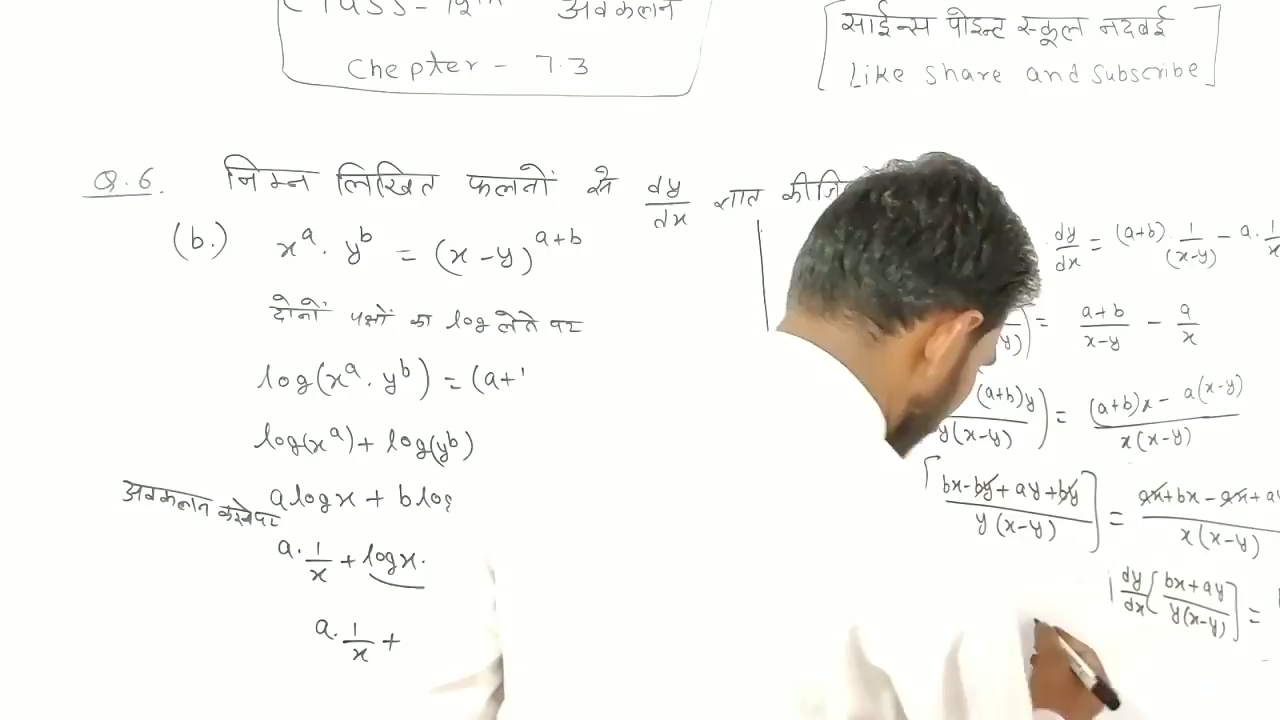 Class - 12th अवकलन
Chepter - 7.3
साईन्स पोइन्ट स्कूल नदबई
Like Share and Subscribe
Q.6. निम्न लिखित फलनों से dy/dx ज्ञात कीजि
(b.) x^a . y^b = (x-y)^(a+b)
दोनों पक्षों का log लेने पर
log(x^a . y^b) = (a+
log(x^a) + log(y^b)
अवकलन करने पर
a log x + b log
a. 1/x + log x.
a. 1/x +
dy/dx = (a+b) . 1/(x-y) - a. 1/x
y) ) = (a+b)/(x-y) - a/x
(a+b)y / y(x-y) ) = ((a+b)x - a(x-y)) / x(x-y)
[ (bx-by+ay+by) / y(x-y) ] = (ax+bx-ax+a / x(x-y)
dy/dx [ (bx+ay) / y(x-y) ] =